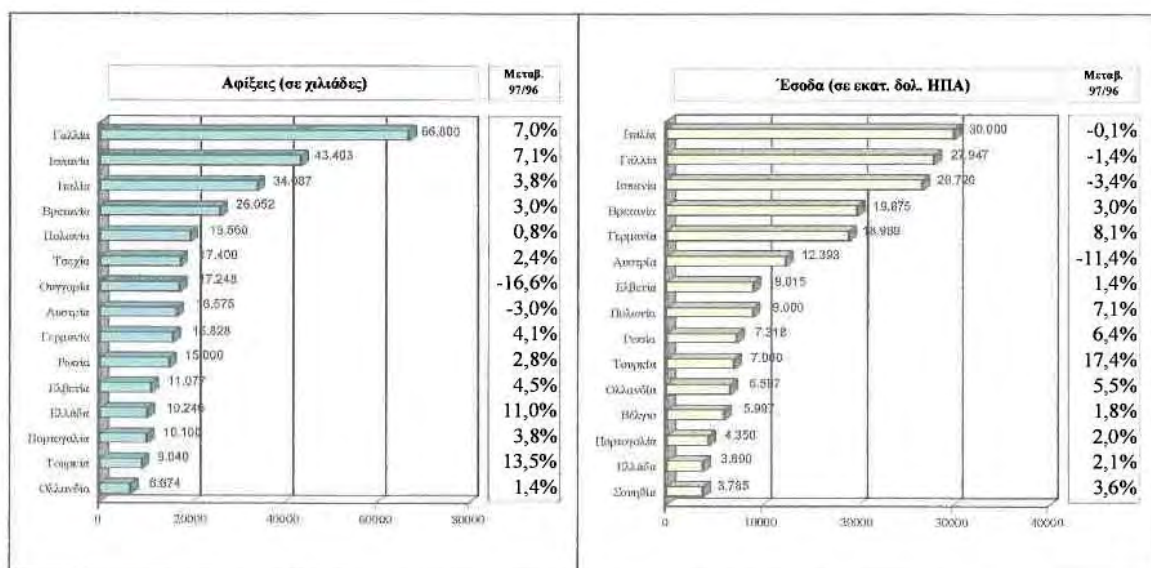 Αφίξεις (σε χιλιάδες)
Μεταβ.
97/96
Γαλλία 66.800 7,0%
Ισπανία 43.403 7,1%
Ιταλία 34.087 3,8%
Βρετανία 26.052 3,0%
Πολωνία 19.560 0,8%
Τσεχία 17.400 2,4%
Ουγγαρία 17.248 -16,6%
Αυστρία 16.575 -3,0%
Γερμανία 15.828 4,1%
Ρωσία 15.000 2,8%
Ελβετία 11.077 4,5%
Ελλάδα 10.246 11,0%
Πορτογαλία 10.100 3,8%
Τουρκία 9.040 13,5%
Ολλανδία 6.674 1,4%
0 20000 40000 60000 80000
Έσοδα (σε εκατ. δολ. ΗΠΑ)
Μεταβ.
97/96
Ιταλία 30.000 -0,1%
Γαλλία 27.947 -1,4%
Ισπανία -3,4%
Βρετανία 19.875 3,0%
Γερμανία 18.989 8,1%
Αυστρία 12.393 -11,4%
Ελβετία 9.015 1,4%
Πολωνία 9.000 7,1%
Ρωσία 7.318 6,4%
Τουρκία 7.000 17,4%
Ολλανδία 6.597 5,5%
Βέλγιο 5.997 1,8%
Πορτογαλία 4.350 2,0%
Ελλάδα 3.890 2,1%
Σουηδία 3.785 3,6%
0 10000 20000 30000 40000